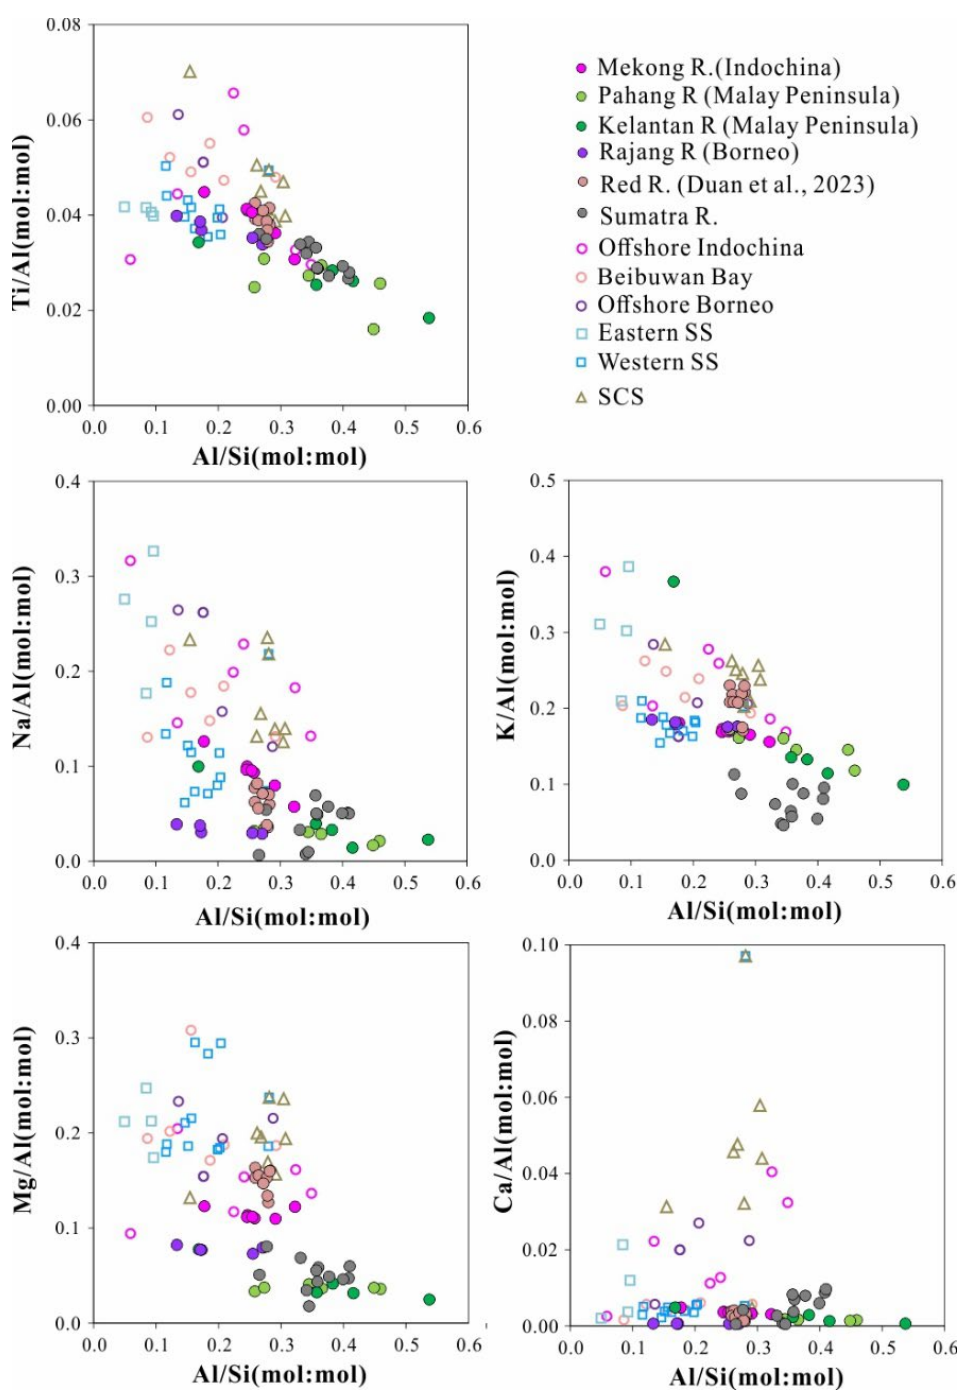 0.08
0.06
0.04
0.02
0.00
Ti/Al(mol:mol)
0.0 0.1 0.2 0.3 0.4 0.5 0.6
Al/Si(mol:mol)
Mekong R.(Indochina)
Pahang R (Malay Peninsula)
Kelantan R (Malay Peninsula)
Rajang R (Borneo)
Red R. (Duan et al., 2023)
Sumatra R.
Offshore Indochina
Beibuwan Bay
Offshore Borneo
Eastern SS
Western SS
SCS
0.4
0.3
0.2
0.1
0.0
Na/Al(mol:mol)
0.0 0.1 0.2 0.3 0.4 0.5 0.6
Al/Si(mol:mol)
0.5
0.4
0.3
0.2
0.1
0.0
K/Al(mol:mol)
0.0 0.1 0.2 0.3 0.4 0.5 0.6
Al/Si(mol:mol)
0.4
0.3
0.2
0.1
0.0
Mg/Al(mol:mol)
0.0 0.1 0.2 0.3 0.4 0.5 0.6
Al/Si(mol:mol)
0.10
0.08
0.06
0.04
0.02
0.00
Ca/Al(mol:mol)
0.0 0.1 0.2 0.3 0.4 0.5 0.6
Al/Si(mol:mol)